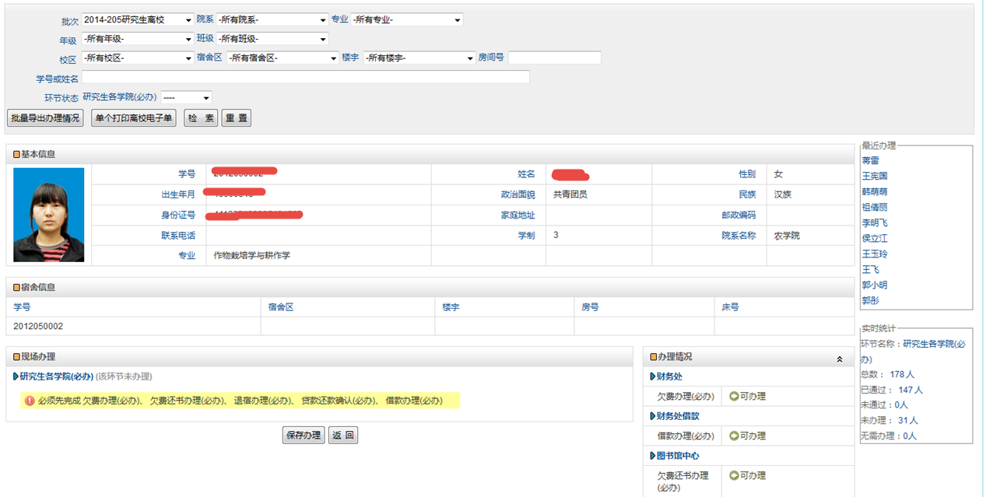 批次 2014-205研究生离校 院系 -所有院系- 专业 -所有专业-
年级 -所有年级- 班级 -所有班级-
校区 -所有校区- 宿舍区 -所有宿舍区- 楼宇 -所有楼宇- 房间号
学号或姓名
环节状态 研究生各学院(必办) ----
批量导出办理情况 单个打印离校电子单 检 索 重 置
基本信息
学号 姓名 性别 女
出生年月 政治面貌 共青团员 民族 汉族
身份证号 家庭地址 邮政编码
联系电话 学制 3 院系名称 农学院
专业 作物栽培学与耕作学
宿舍信息
学号 宿舍区 楼宇 房号 床号
2012050002
现场办理
研究生各学院(必办) (该环节未办理)
必须先完成 欠费办理(必办)、 欠费还书办理(必办)、 退宿办理(必办)、 贷款还款确认(必办)、 借款办理(必办)
保存办理 返 回
办理情况
财务处
欠费办理(必办) 可办理
财务处借款
借款办理(必办) 可办理
图书馆中心
欠费还书办理 可办理
(必办)
最近办理
蒋雷
王宪国
韩萌萌
祖倩丽
李明飞
侯立江
王玉玲
王飞
郭小明
郭彤
实时统计
环节名称：研究生各学院(必
办)
总数： 178人
已通过： 147人
未通过：0人
未办理： 31人
无需办理：0人